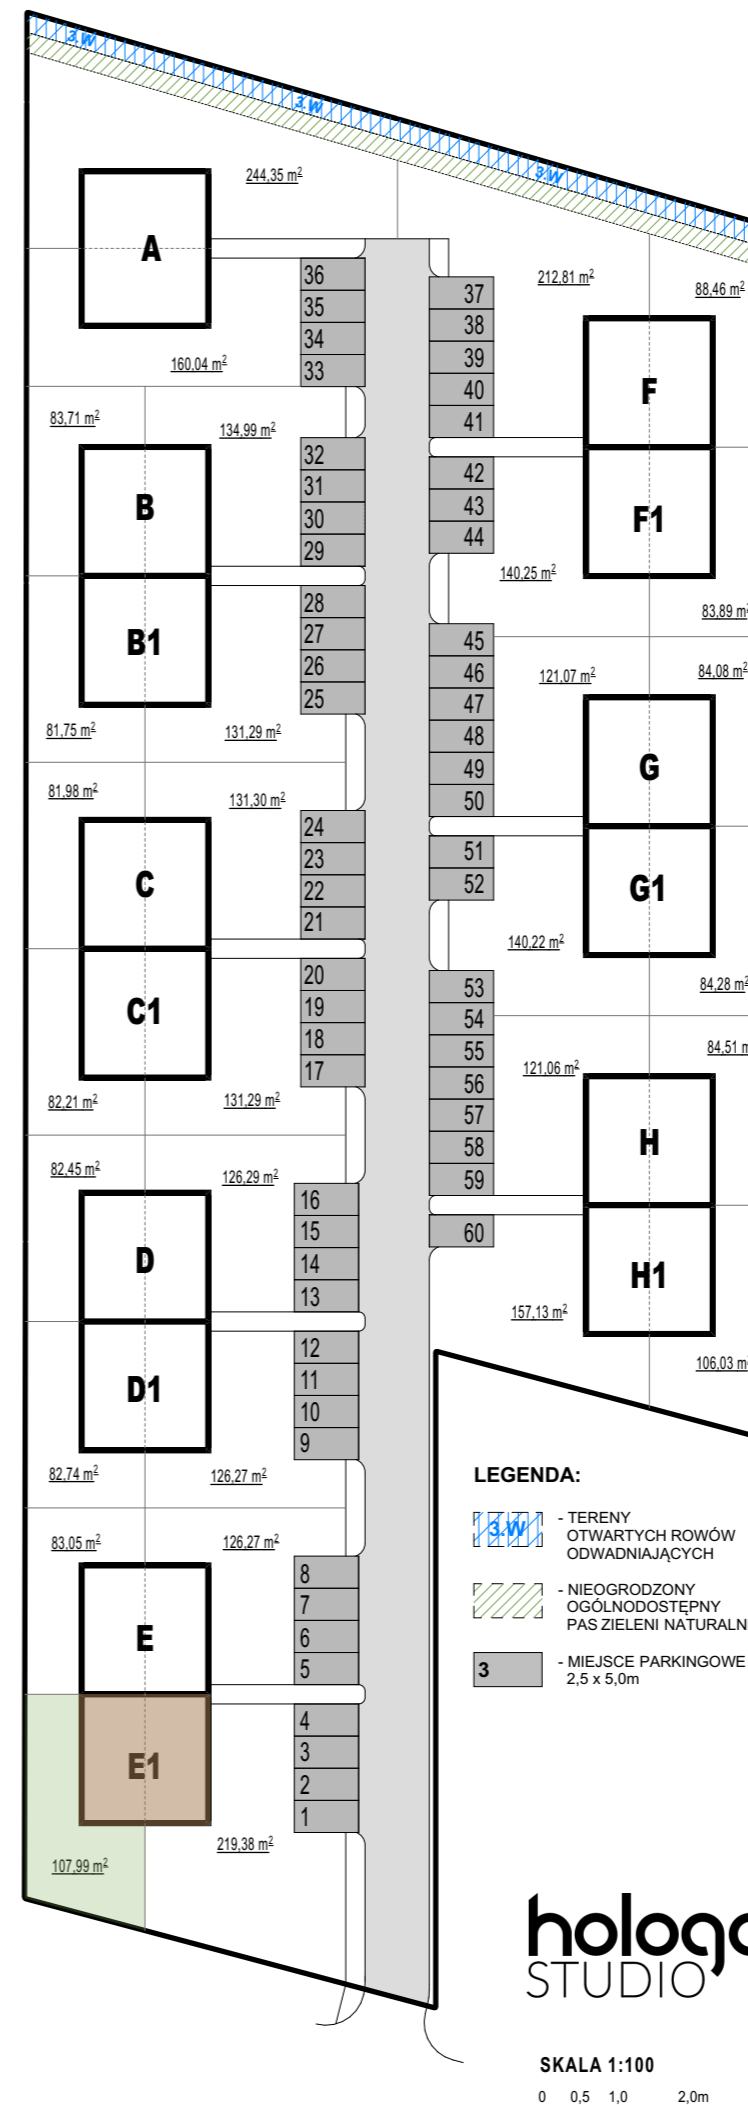 3.W
3.W
3.W
244,35 m²
A
212,81 m²
88,46 m²
36
35
34
33
37
38
39
40
41
160,04 m²
F
83,71 m²
134,99 m²
32
31
30
29
42
43
44
B
F1
140,25 m²
28
27
26
25
83,89 m²
B1
45
46
47
48
49
50
121,07 m²
84,08 m²
81,75 m²
131,29 m²
G
81,98 m²
131,30 m²
24
23
22
21
51
52
C
G1
140,22 m²
20
19
18
17
84,28 m²
C1
53
54
55
56
57
58
59
84,51 m
121,06 m²
82,21 m²
131,29 m²
H
82,45 m²
126,29 m²
16
15
14
13
60
D
H1
157,13 m²
12
11
10
9
106,03 m²
D1
82,74 m²
126,27 m²
LEGENDA:
3.W
- TERENY
OTWARTYCH ROWÓW
ODWADNIAJĄCYCH
- NIEOGRODZONY
OGÓLNODOSTĘPNY
PAS ZIELENI NATURALN
3
- MIEJSCE PARKINGOWE
2,5 x 5,0m
83,05 m²
126,27 m²
8
7
6
5
E
4
3
2
1
E1
219,38 m²
107,99 m²
hologa
STUDIO
SKALA 1:100
0 0,5 1,0 2,0m